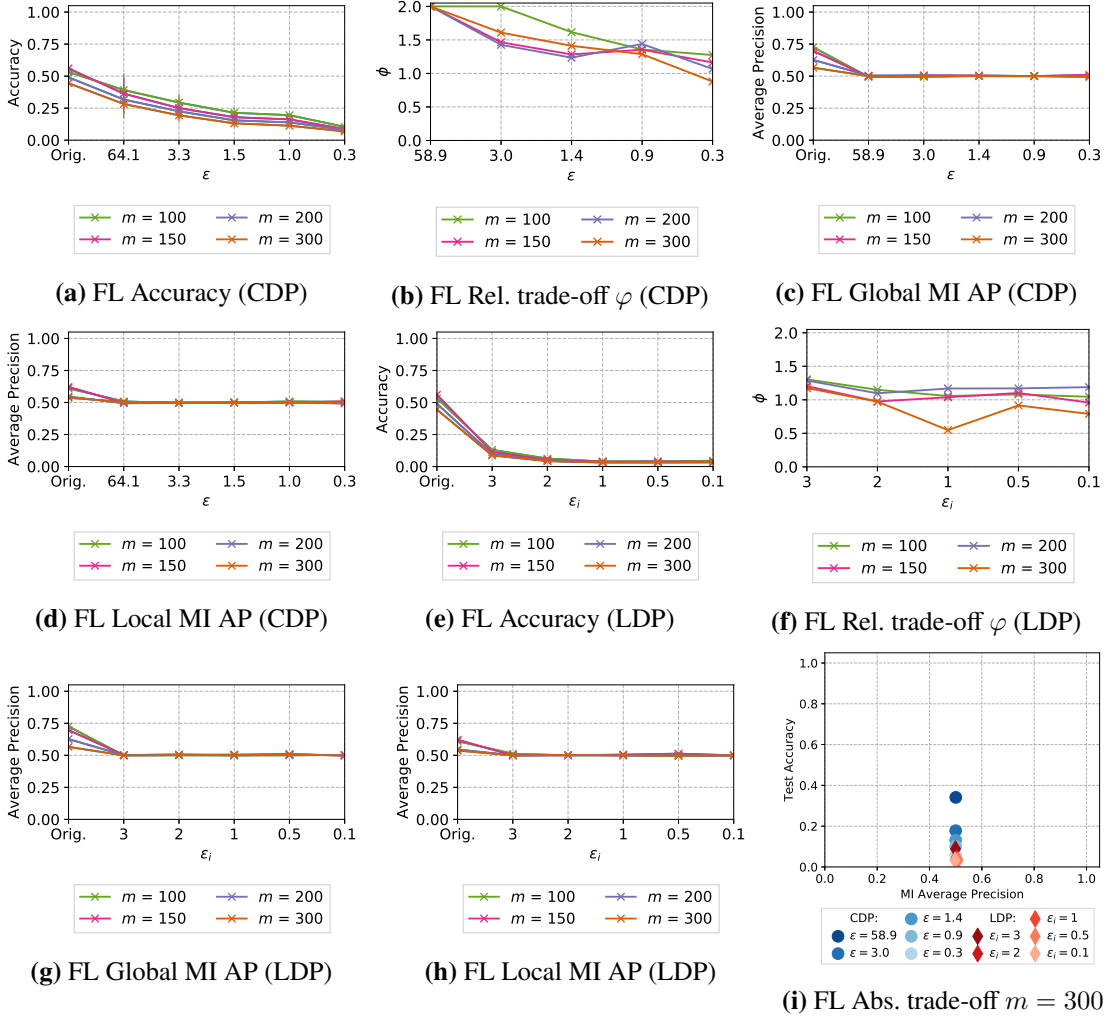 1.00
0.75
0.50
0.25
0.00
Accuracy
Orig. 64.1 3.3 1.5 1.0 0.3
ε
m = 100 m = 200
m = 150 m = 300
(a) FL Accuracy (CDP)
2.0
1.5
1.0
0.5
0.0
ϕ
58.9 3.0 1.4 0.9 0.3
ε
m = 100 m = 200
m = 150 m = 300
(b) FL Rel. trade-off φ (CDP)
1.00
0.75
0.50
0.25
0.00
Average Precision
Orig. 58.9 3.0 1.4 0.9 0.3
ε
m = 100 m = 200
m = 150 m = 300
(c) FL Global MI AP (CDP)
1.00
0.75
0.50
0.25
0.00
Average Precision
Orig. 64.1 3.3 1.5 1.0 0.3
ε
m = 100 m = 200
m = 150 m = 300
(d) FL Local MI AP (CDP)
1.00
0.75
0.50
0.25
0.00
Accuracy
Orig. 3 2 1 0.5 0.1
εi
m = 100 m = 200
m = 150 m = 300
(e) FL Accuracy (LDP)
2.0
1.5
1.0
0.5
0.0
ϕ
3 2 1 0.5 0.1
εi
m = 100 m = 200
m = 150 m = 300
(f) FL Rel. trade-off φ (LDP)
1.00
0.75
0.50
0.25
0.00
Average Precision
Orig. 3 2 1 0.5 0.1
εi
m = 100 m = 200
m = 150 m = 300
(g) FL Global MI AP (LDP)
1.00
0.75
0.50
0.25
0.00
Average Precision
Orig. 3 2 1 0.5 0.1
εi
m = 100 m = 200
m = 150 m = 300
(h) FL Local MI AP (LDP)
1.0
0.8
0.6
0.4
0.2
0.0
Test Accuracy
0.0 0.2 0.4 0.6 0.8 1.0
MI Average Precision
CDP: ε = 1.4 LDP: εi = 1
ε = 58.9 ε = 0.9 εi = 3 εi = 0.5
ε = 3.0 ε = 0.3 εi = 2 εi = 0.1
(i) FL Abs. trade-off m = 300